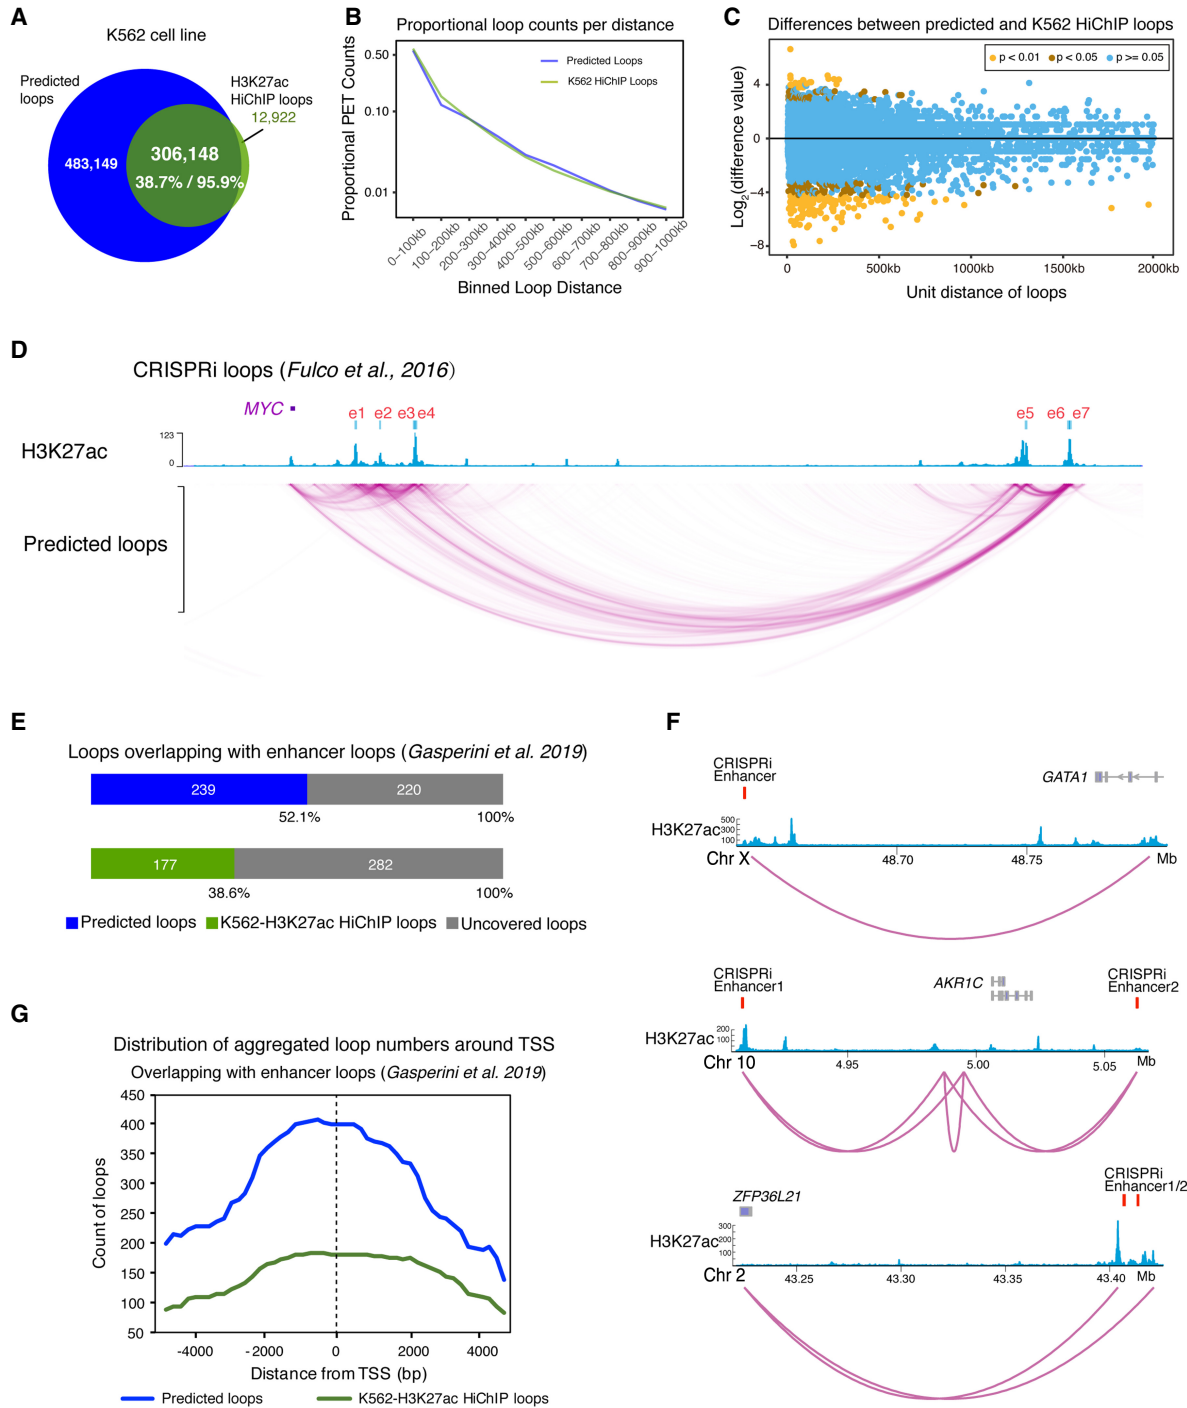 A
K562 cell line
Predicted
loops
H3K27ac
HiChIP loops
12,922
483,149
306,148
38.7% / 95.9%
B
Proportional loop counts per distance
Proportional PET Counts
0.50
0.10
0.01
Predicted Loops
K562 HiChIP Loops
0–100kb
100–200kb
200–300kb
300–400kb
400–500kb
500–600kb
600–700kb
700–800kb
800–900kb
900–1000kb
Binned Loop Distance
C
Differences between predicted and K562 HiChIP loops
p < 0.01
p < 0.05
p >= 0.05
Log2(difference value)
4
0
−4
−8
0
500kb
1000kb
1500kb
2000kb
Unit distance of loops
D
CRISPRi loops (Fulco et al., 2016)
MYC
e1 e2 e3 e4 e5 e6 e7
H3K27ac
123
0
Predicted loops
E
Loops overlapping with enhancer loops (Gasperini et al. 2019)
239
220
52.1%
100%
177
282
38.6%
100%
Predicted loops
K562-H3K27ac HiChIP loops
Uncovered loops
F
CRISPRi
Enhancer
GATA1
H3K27ac
500
300
100
Chr X
48.70
48.75
Mb
CRISPRi
Enhancer1
AKR1C
CRISPRi
Enhancer2
H3K27ac
200
100
Chr 10
4.95
5.00
5.05
Mb
CRISPRi
Enhancer1/2
ZFP36L21
H3K27ac
300
200
100
Chr 2
43.25
43.30
43.35
43.40
Mb
G
Distribution of aggregated loop numbers around TSS
Overlapping with enhancer loops (Gasperini et al. 2019)
Count of loops
450
400
350
300
250
200
150
100
50
-4000
-2000
0
2000
4000
Distance from TSS (bp)
Predicted loops
K562-H3K27ac HiChIP loops